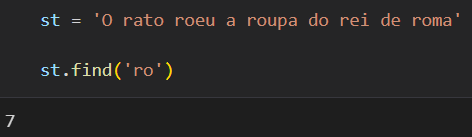 st = 'O rato roeu a roupa do rei de roma'
st.find('ro')
7